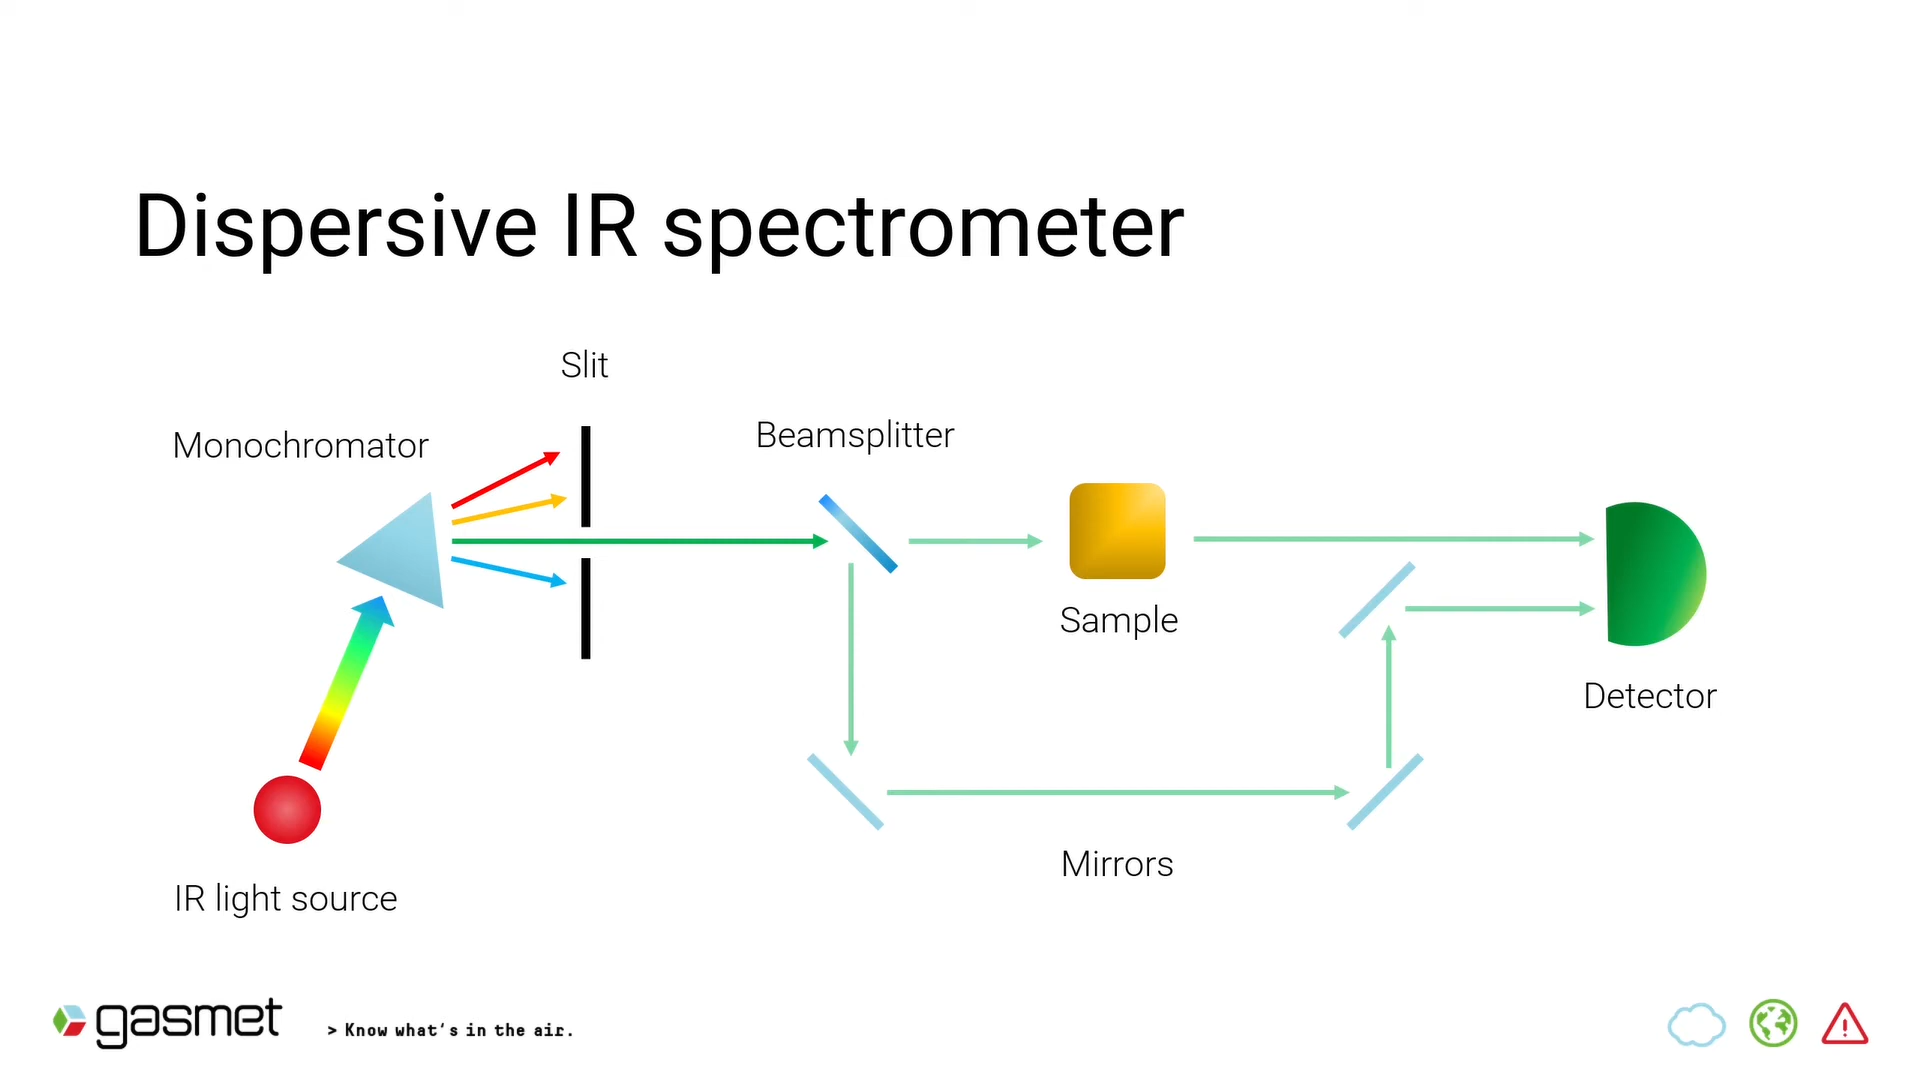 Dispersive IR spectrometer
Slit
Monochromator
Beamsplitter
Sample
Detector
Mirrors
IR light source
gasmet
> Know what's in the air.